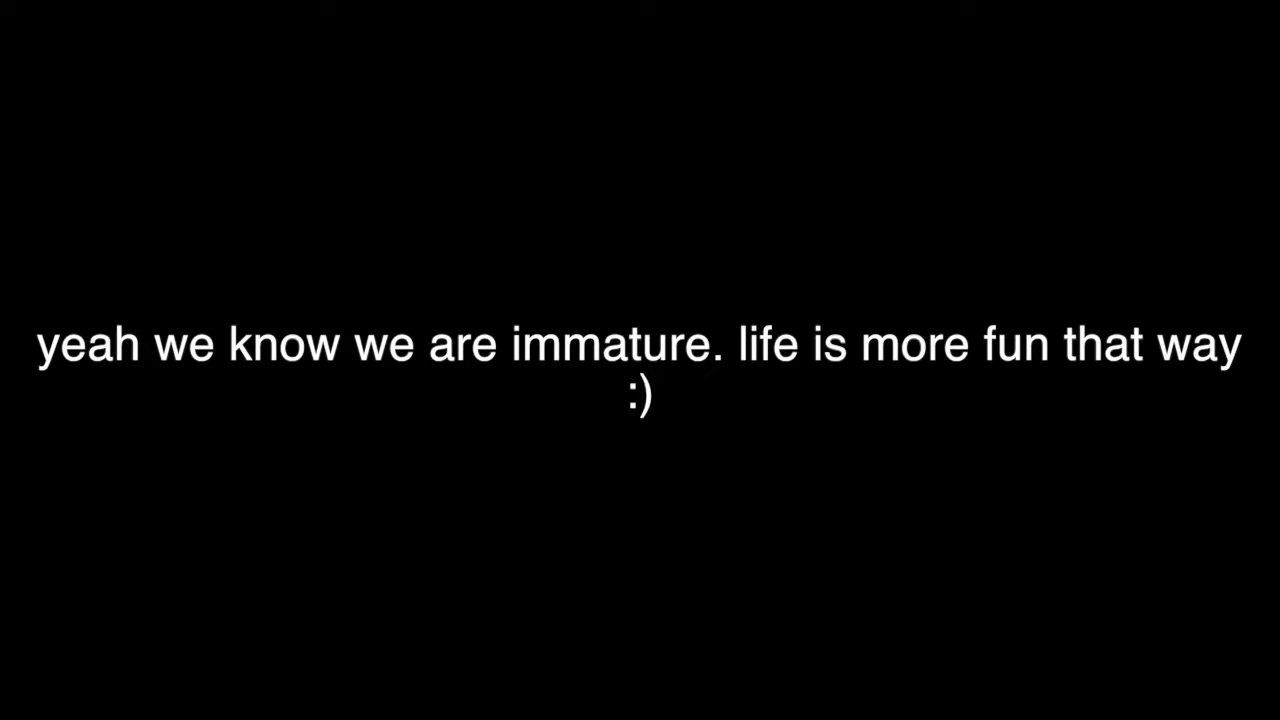 yeah we know we are immature. life is more fun that way
:)